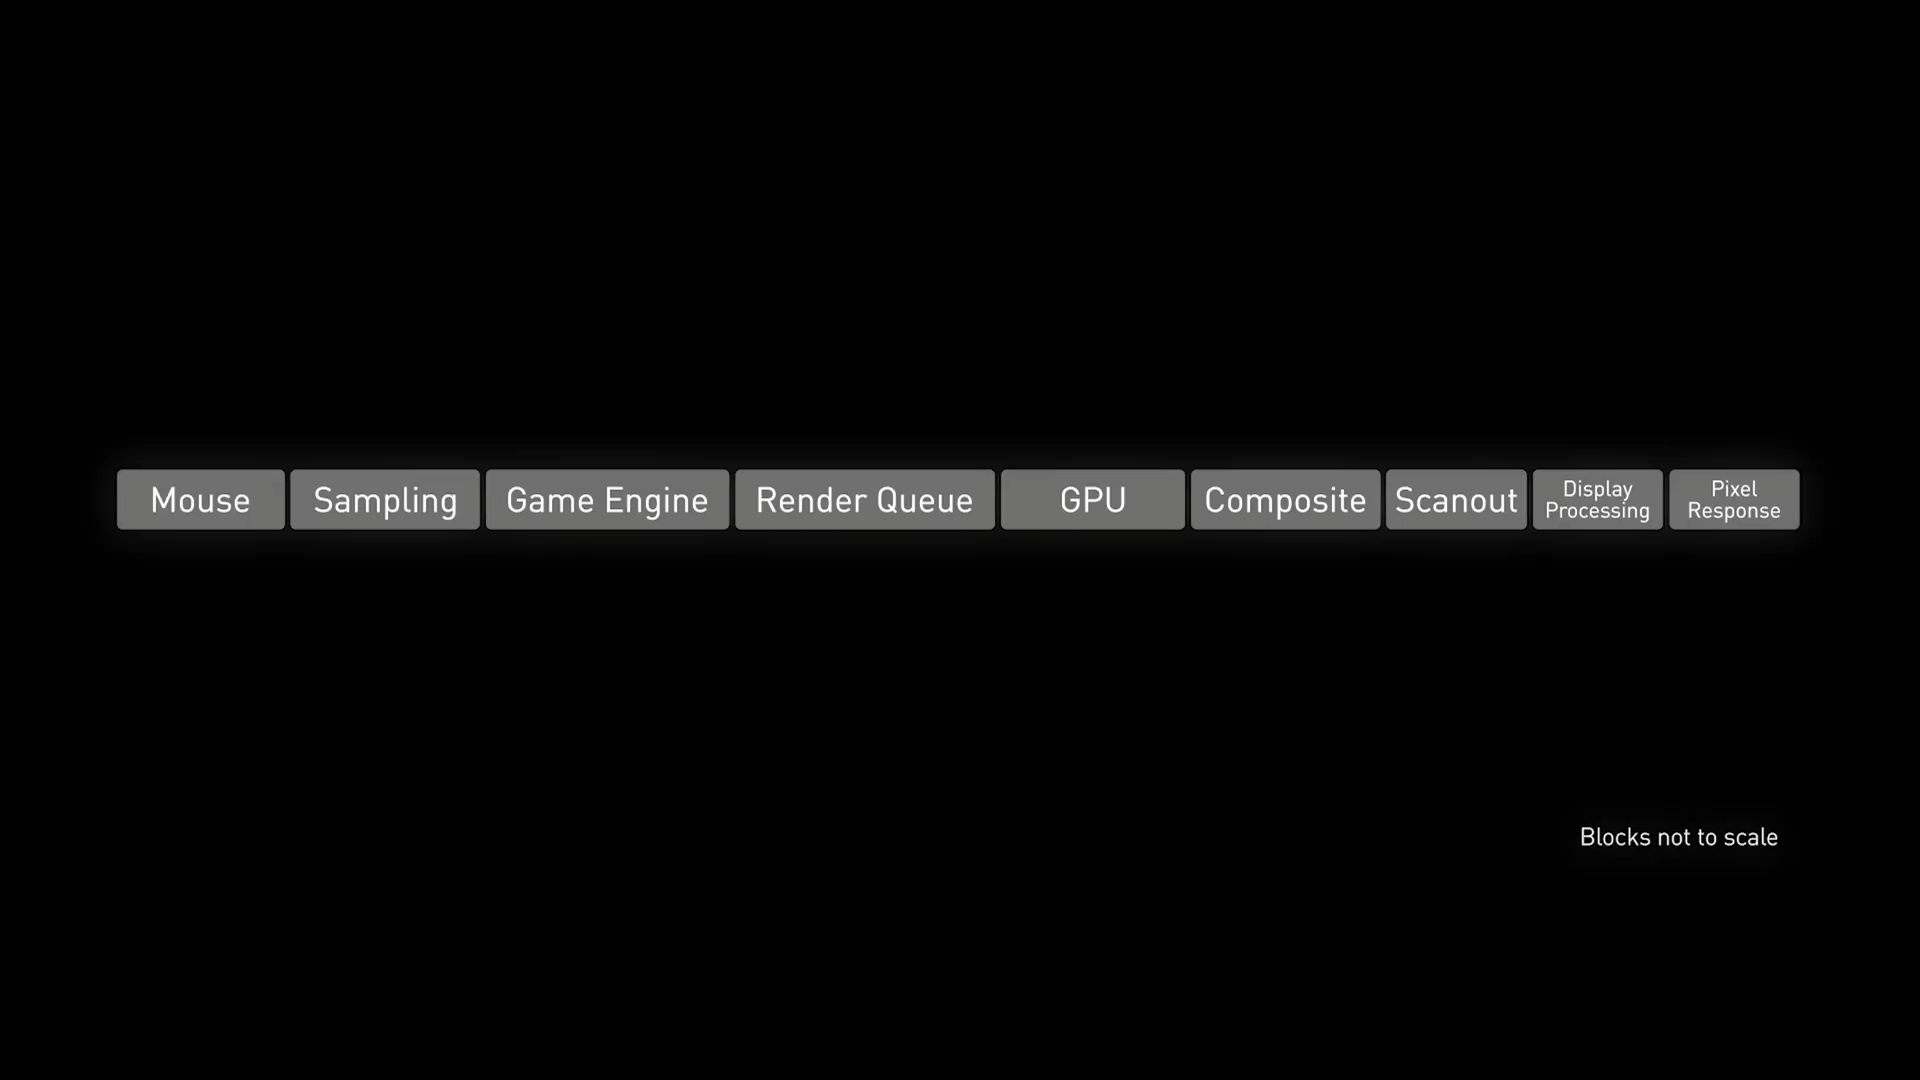 Mouse
Sampling
Game Engine
Render Queue
GPU
Composite
Scanout
Display
Processing
Pixel
Response
Blocks not to scale